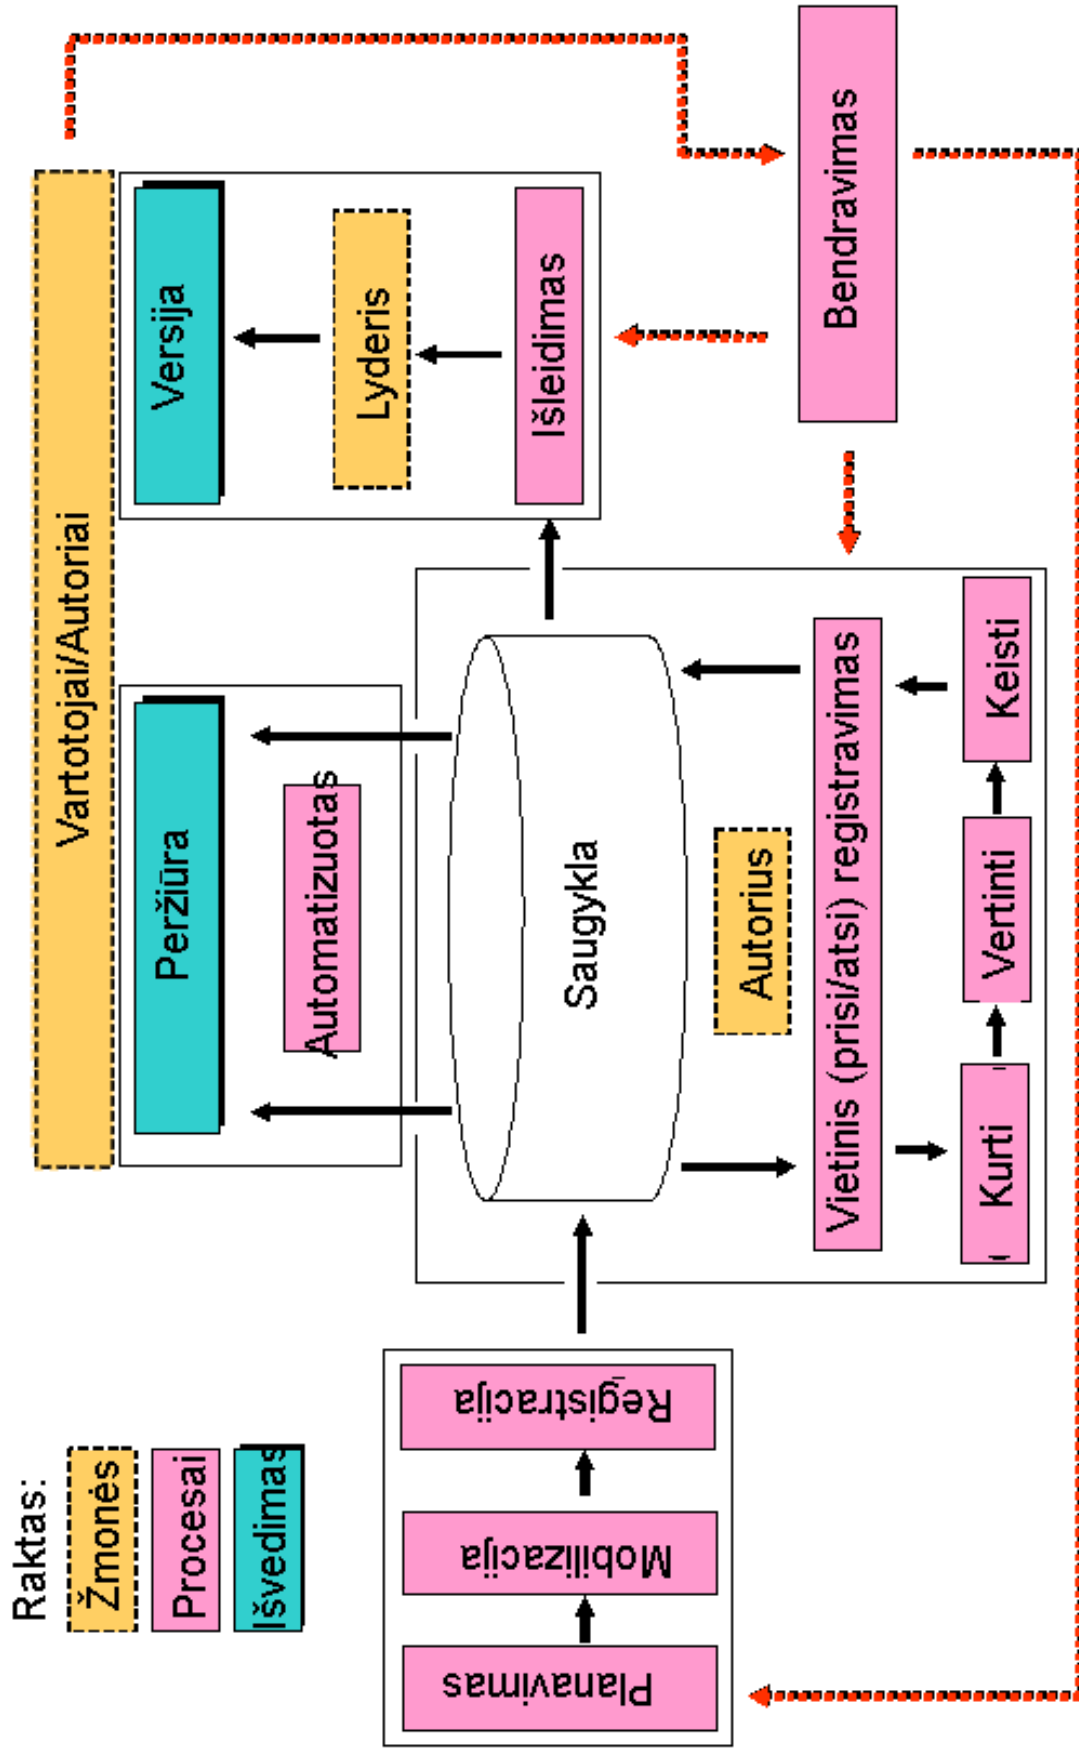 Raktas:
Žmonės
Procesai
Išvedimas
Vartotojai/Autoriai
Peržiūra
Automatizuotas
Versija
Lyderis
Išleidimas
Planavimas
Mobilizacija
Registracija
Saugykla
Autorius
Vietinis (prisi/atsi) registravimas
Kurti
Vertinti
Keisti
Bendravimas